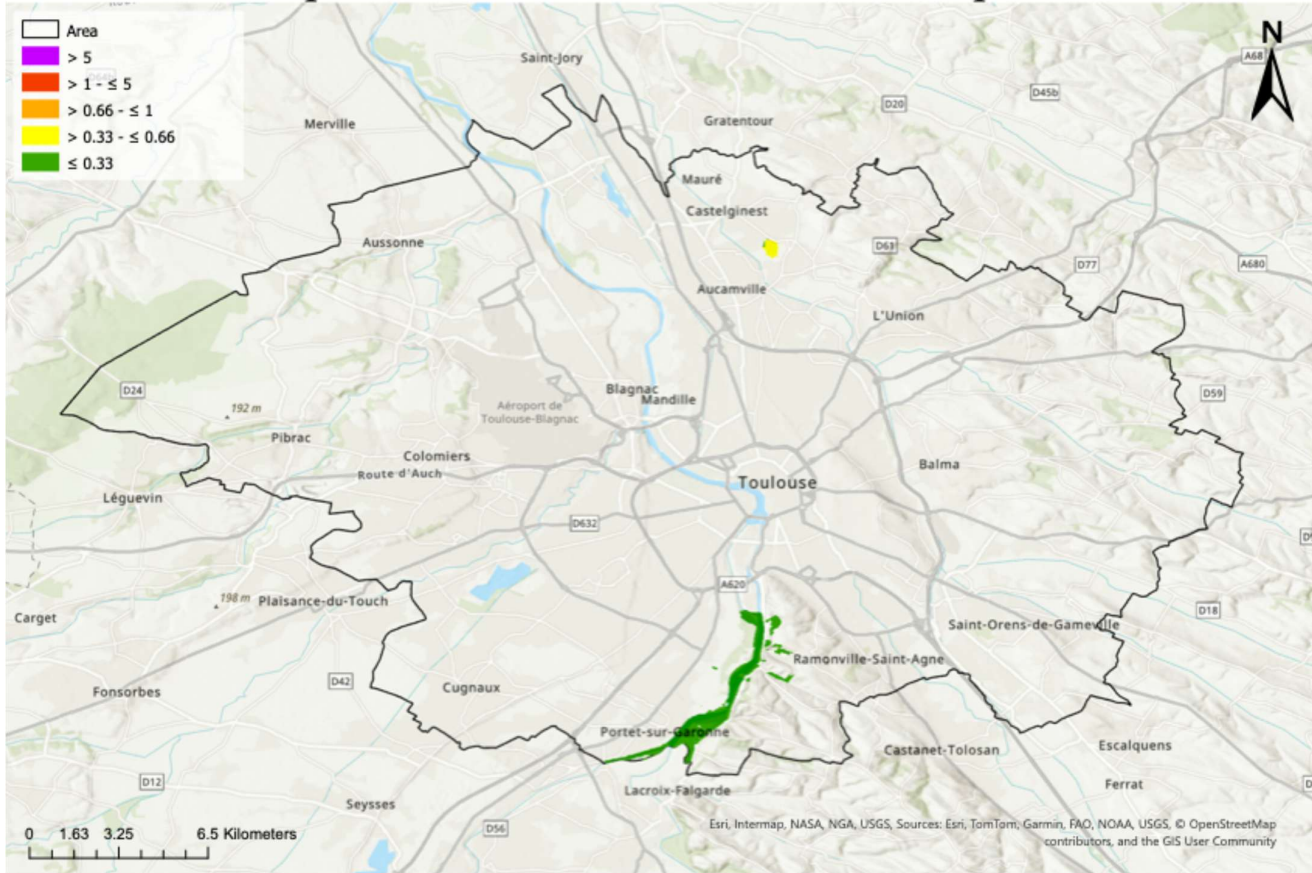 Area
> 5
> 1 - ≤ 5
> 0.66 - ≤ 1
> 0.33 - ≤ 0.66
≤ 0.33
N
Saint-Jory
A68
D45b
D20
Merville
Gratentour
Mauré
Castelginest
Aussonne
D61
D77
A680
Aucamville
L'Union
D24
192 m
Blagnac
Mandille
D59
Aéroport de
Toulouse-Blagnac
Pibrac
Colomiers
Route d'Auch
Balma
Toulouse
Léguevin
D632
A620
198 m
Plaisance-du-Touch
D18
Carget
Saint-Orens-de-Gameville
Ramonville-Saint-Agne
D42
Cugnaux
Fonsorbes
Portet-sur-Garonne
Castanet-Tolosan
Escalquens
D12
Ferrat
Lacroix-Falgarde
Seysses
D56
0 1.63 3.25 6.5 Kilometers
Esri, Intermap, NASA, NGA, USGS, Sources: Esri, TomTom, Garmin, FAO, NOAA, USGS, © OpenStreetMap
contributors, and the GIS User Community